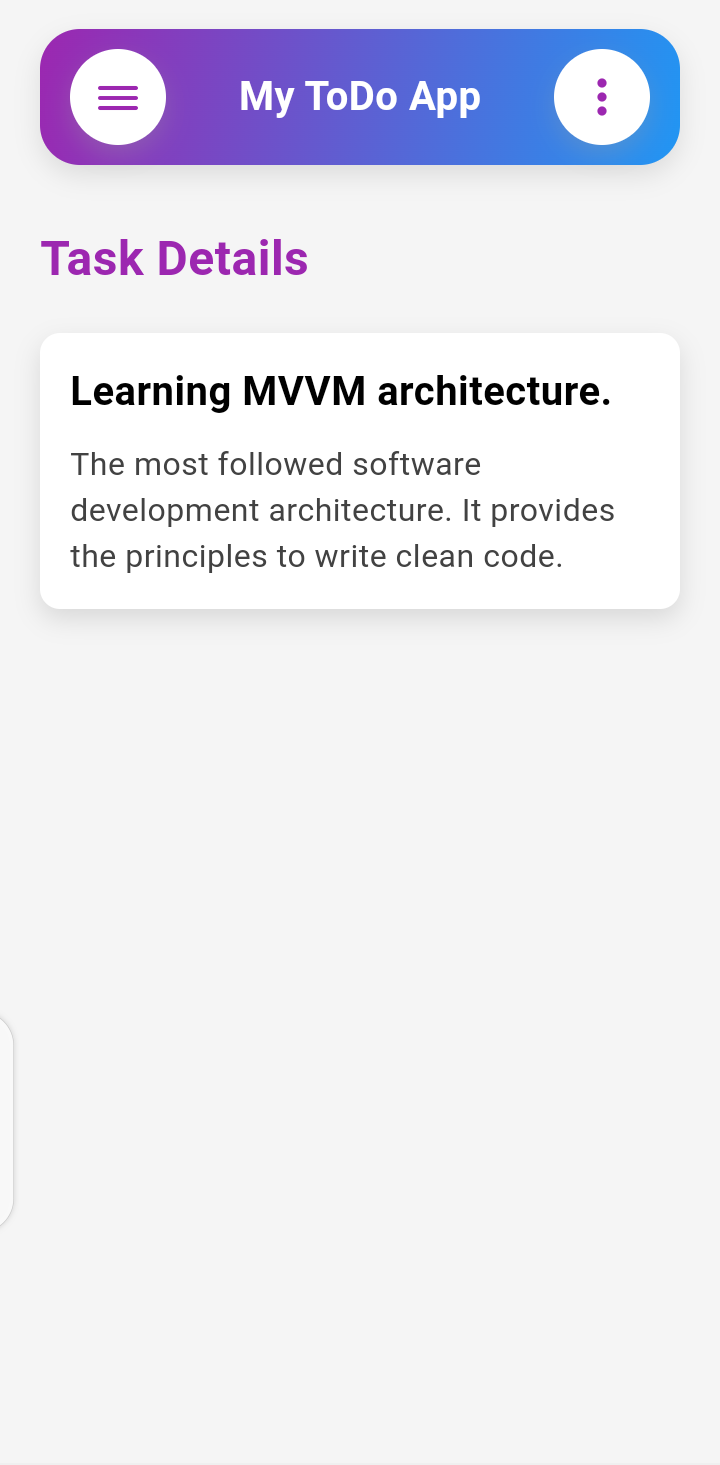 My ToDo App
Task Details
Learning MVVM architecture.
The most followed software
development architecture. It provides
the principles to write clean code.